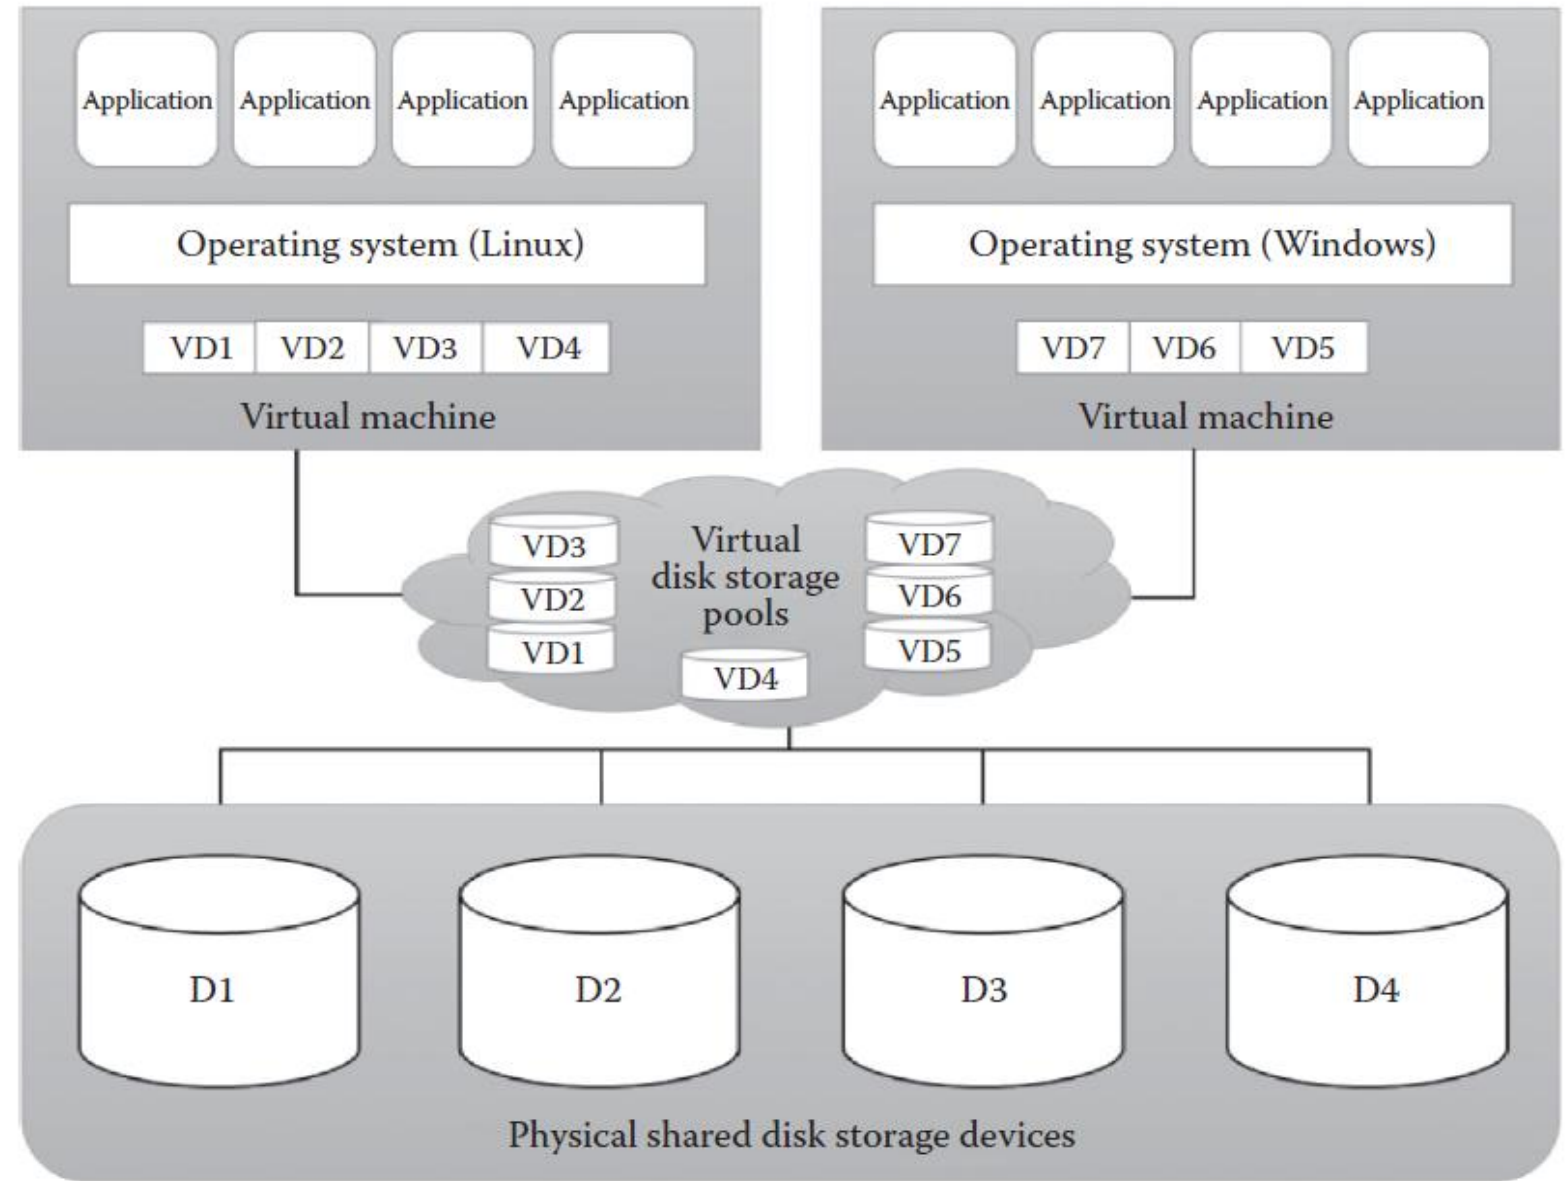 Application Application Application Application
Operating system (Linux)
VD1 VD2 VD3 VD4
Virtual machine
Application Application Application Application
Operating system (Windows)
VD7 VD6 VD5
Virtual machine
VD3
VD2
VD1
Virtual
disk storage
pools
VD4
VD7
VD6
VD5
D1 D2 D3 D4
Physical shared disk storage devices